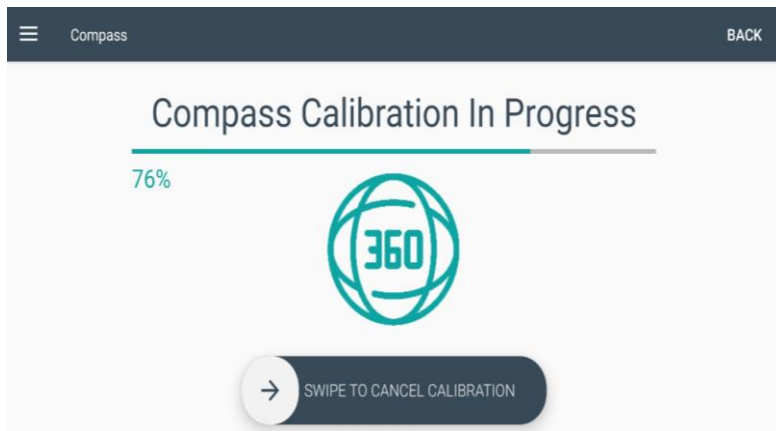 Compass
BACK
Compass Calibration In Progress
76%
360
SWIPE TO CANCEL CALIBRATION